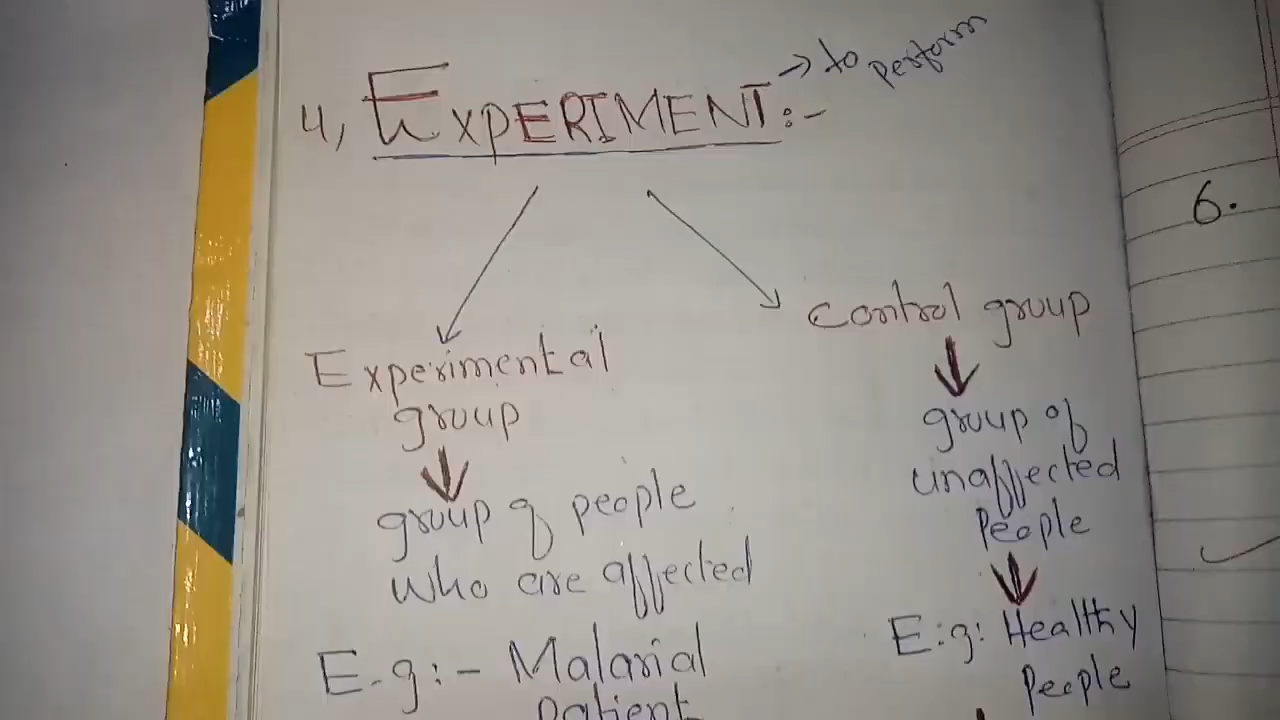 4, EXPERIMENT:- → to perform
Experimental
group
group of people
who are affected
E.g:- Malarial
patient
Control group
group of
unaffected
People
E:g: Healthy
People
6.